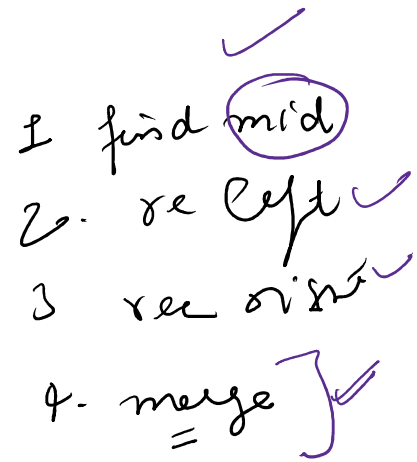 1 find mid
2. re left
3 rec right
4. merge